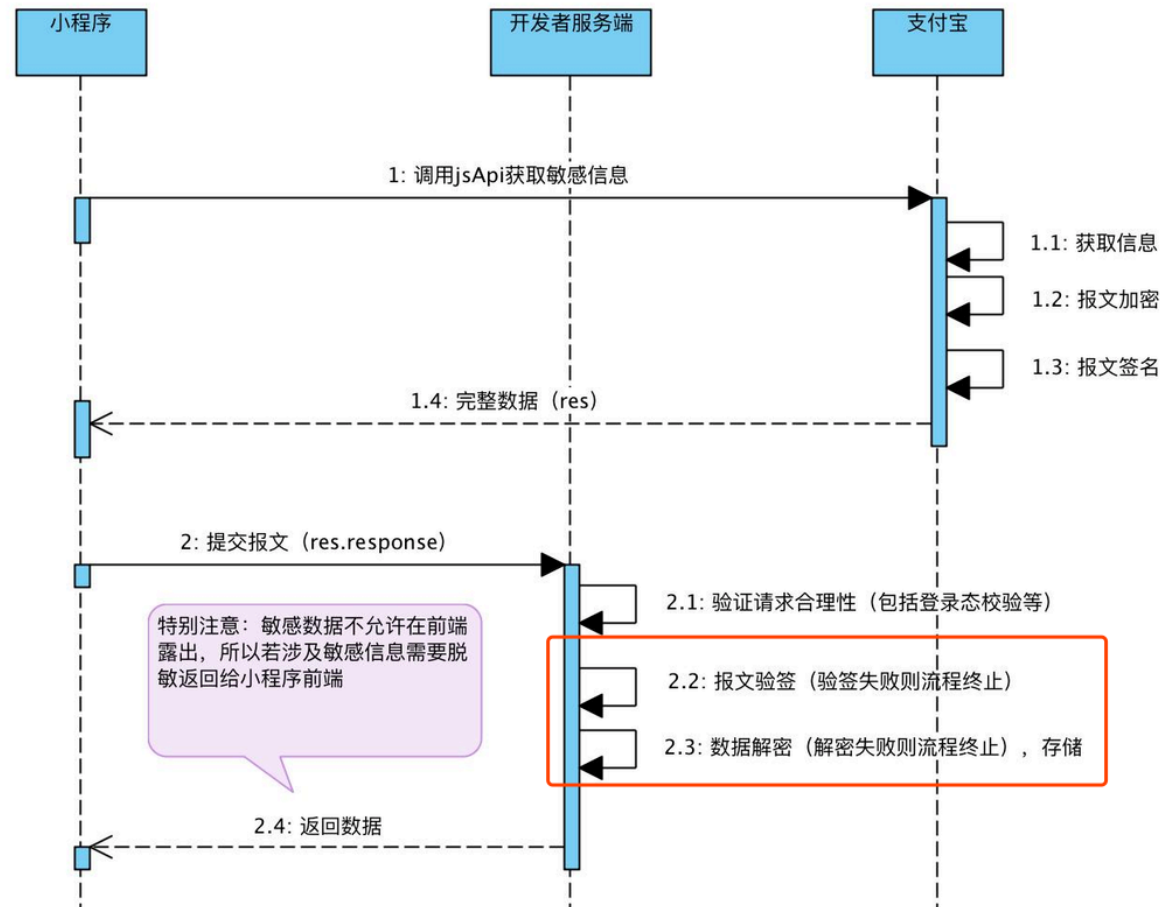 小程序
开发者服务端
支付宝
1: 调用jsApi获取敏感信息
1.1: 获取信息
1.2: 报文加密
1.3: 报文签名
1.4: 完整数据（res）
2: 提交报文（res.response）
2.1: 验证请求合理性（包括登录态校验等）
特别注意：敏感数据不允许在前端
露出，所以若涉及敏感信息需要脱
敏返回给小程序前端
2.2: 报文验签（验签失败则流程终止）
2.3: 数据解密（解密失败则流程终止），存储
2.4: 返回数据